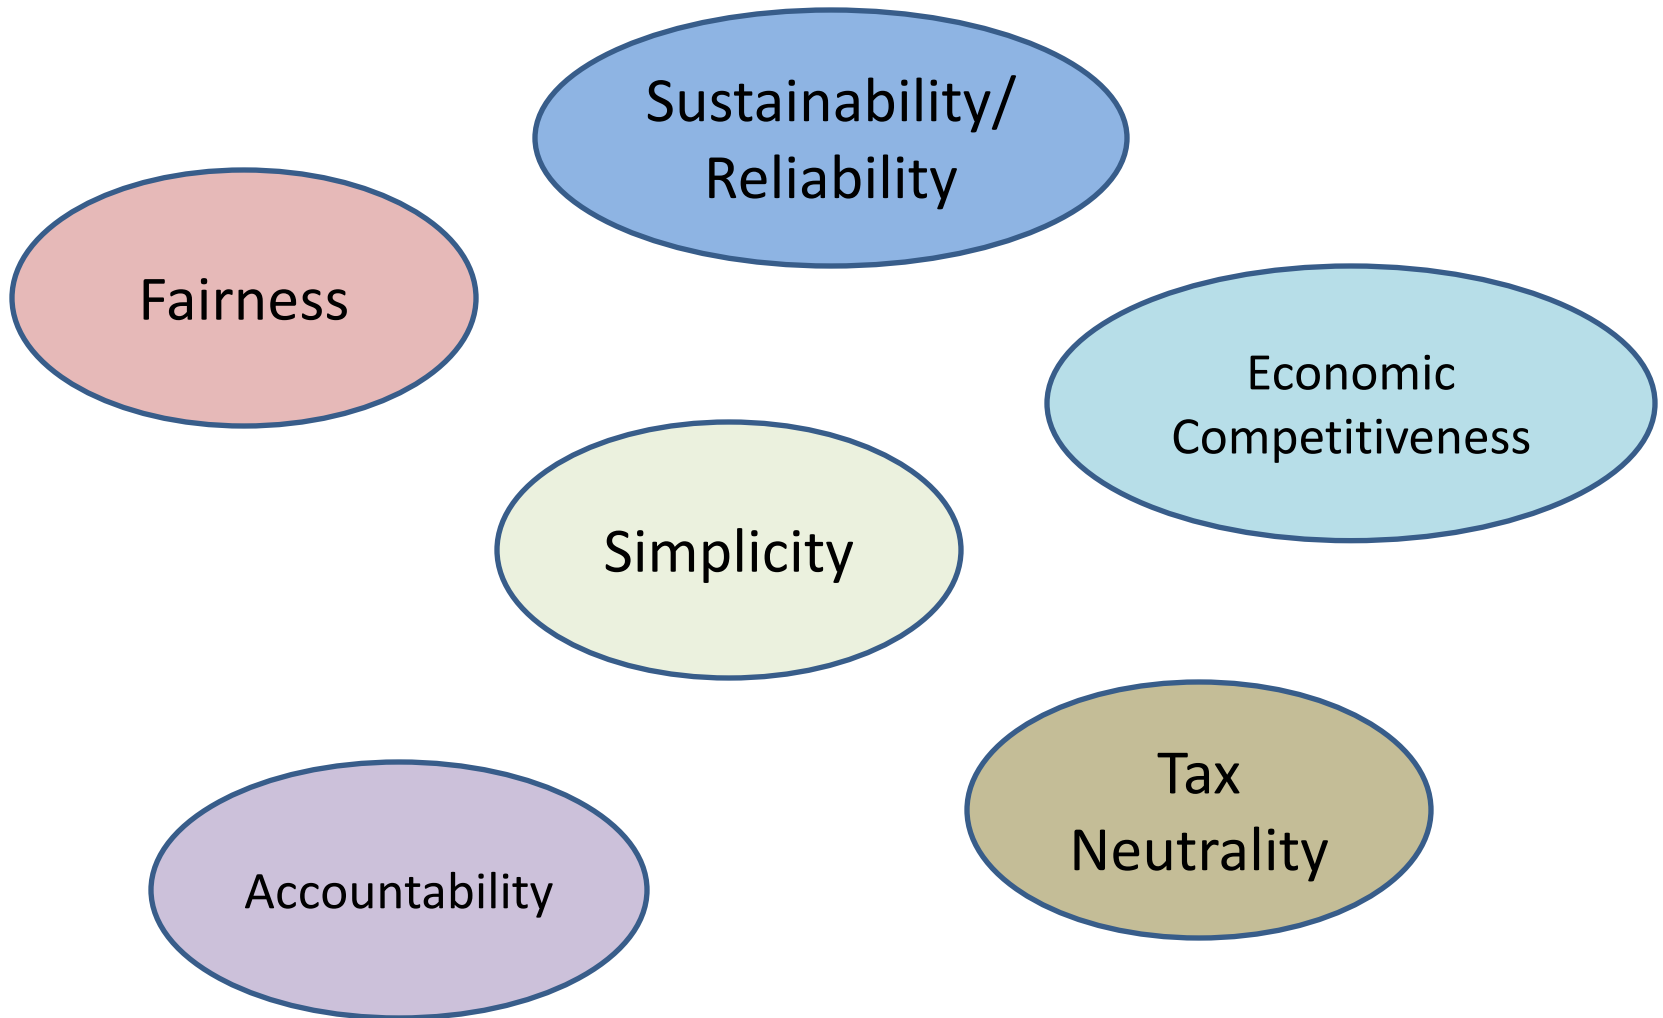 Sustainability/
Reliability
Fairness
Economic
Competitiveness
Simplicity
Tax
Neutrality
Accountability